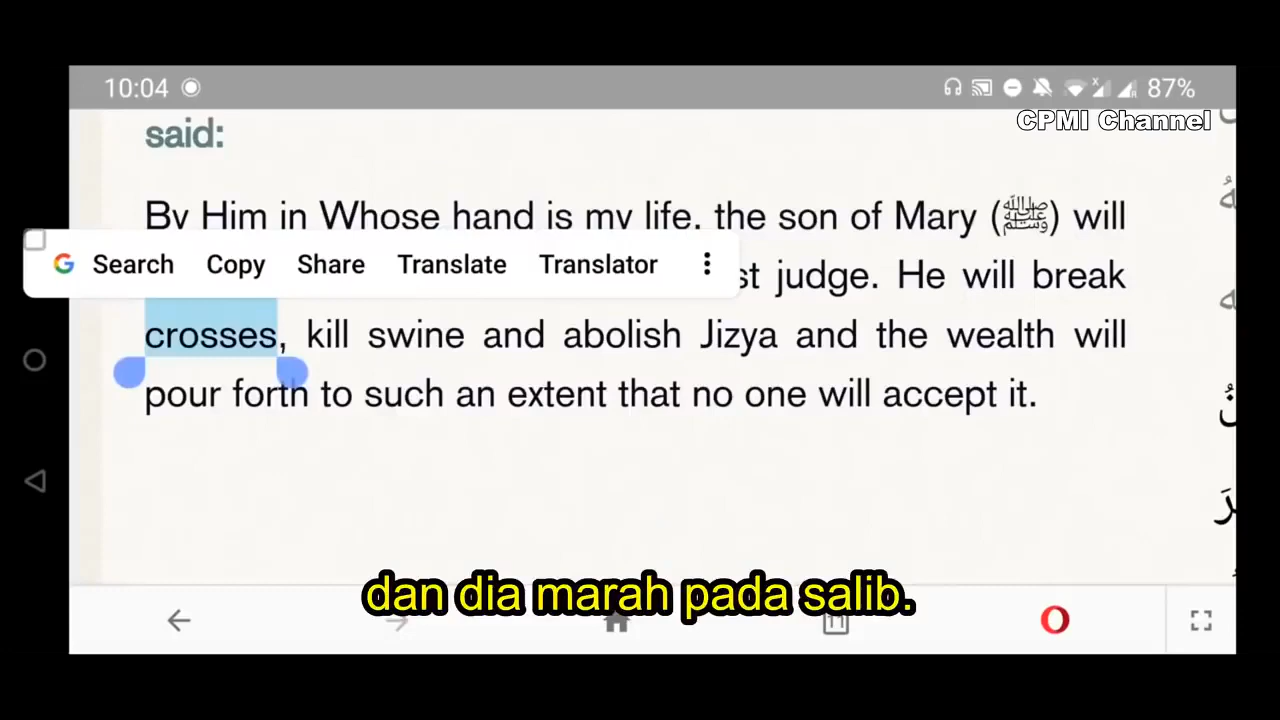 10:04
87%
CPMI Channel
said:
By Him in Whose hand is my life, the son of Mary (ﷺ) will
Search Copy Share Translate Translator
judge. He will break
crosses, kill swine and abolish Jizya and the wealth will
pour forth to such an extent that no one will accept it.
dan dia marah pada salib.